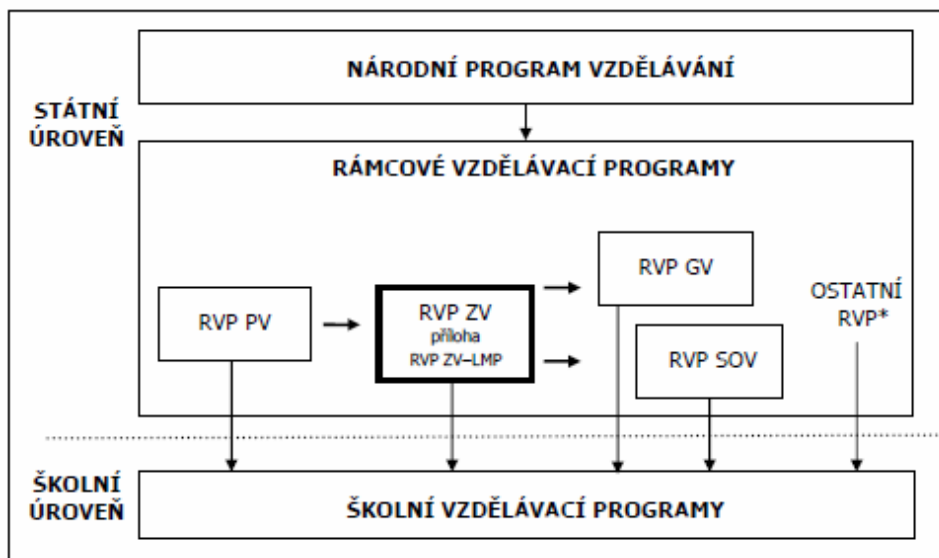 NÁRODNÍ PROGRAM VZDĚLÁVÁNÍ
STÁTNÍ
ÚROVEŇ
RÁMCOVÉ VZDĚLÁVACÍ PROGRAMY
RVP PV
RVP ZV
příloha
RVP ZV–LMP
RVP GV
RVP SOV
OSTATNÍ
RVP*
ŠKOLNÍ
ÚROVEŇ
ŠKOLNÍ VZDĚLÁVACÍ PROGRAMY